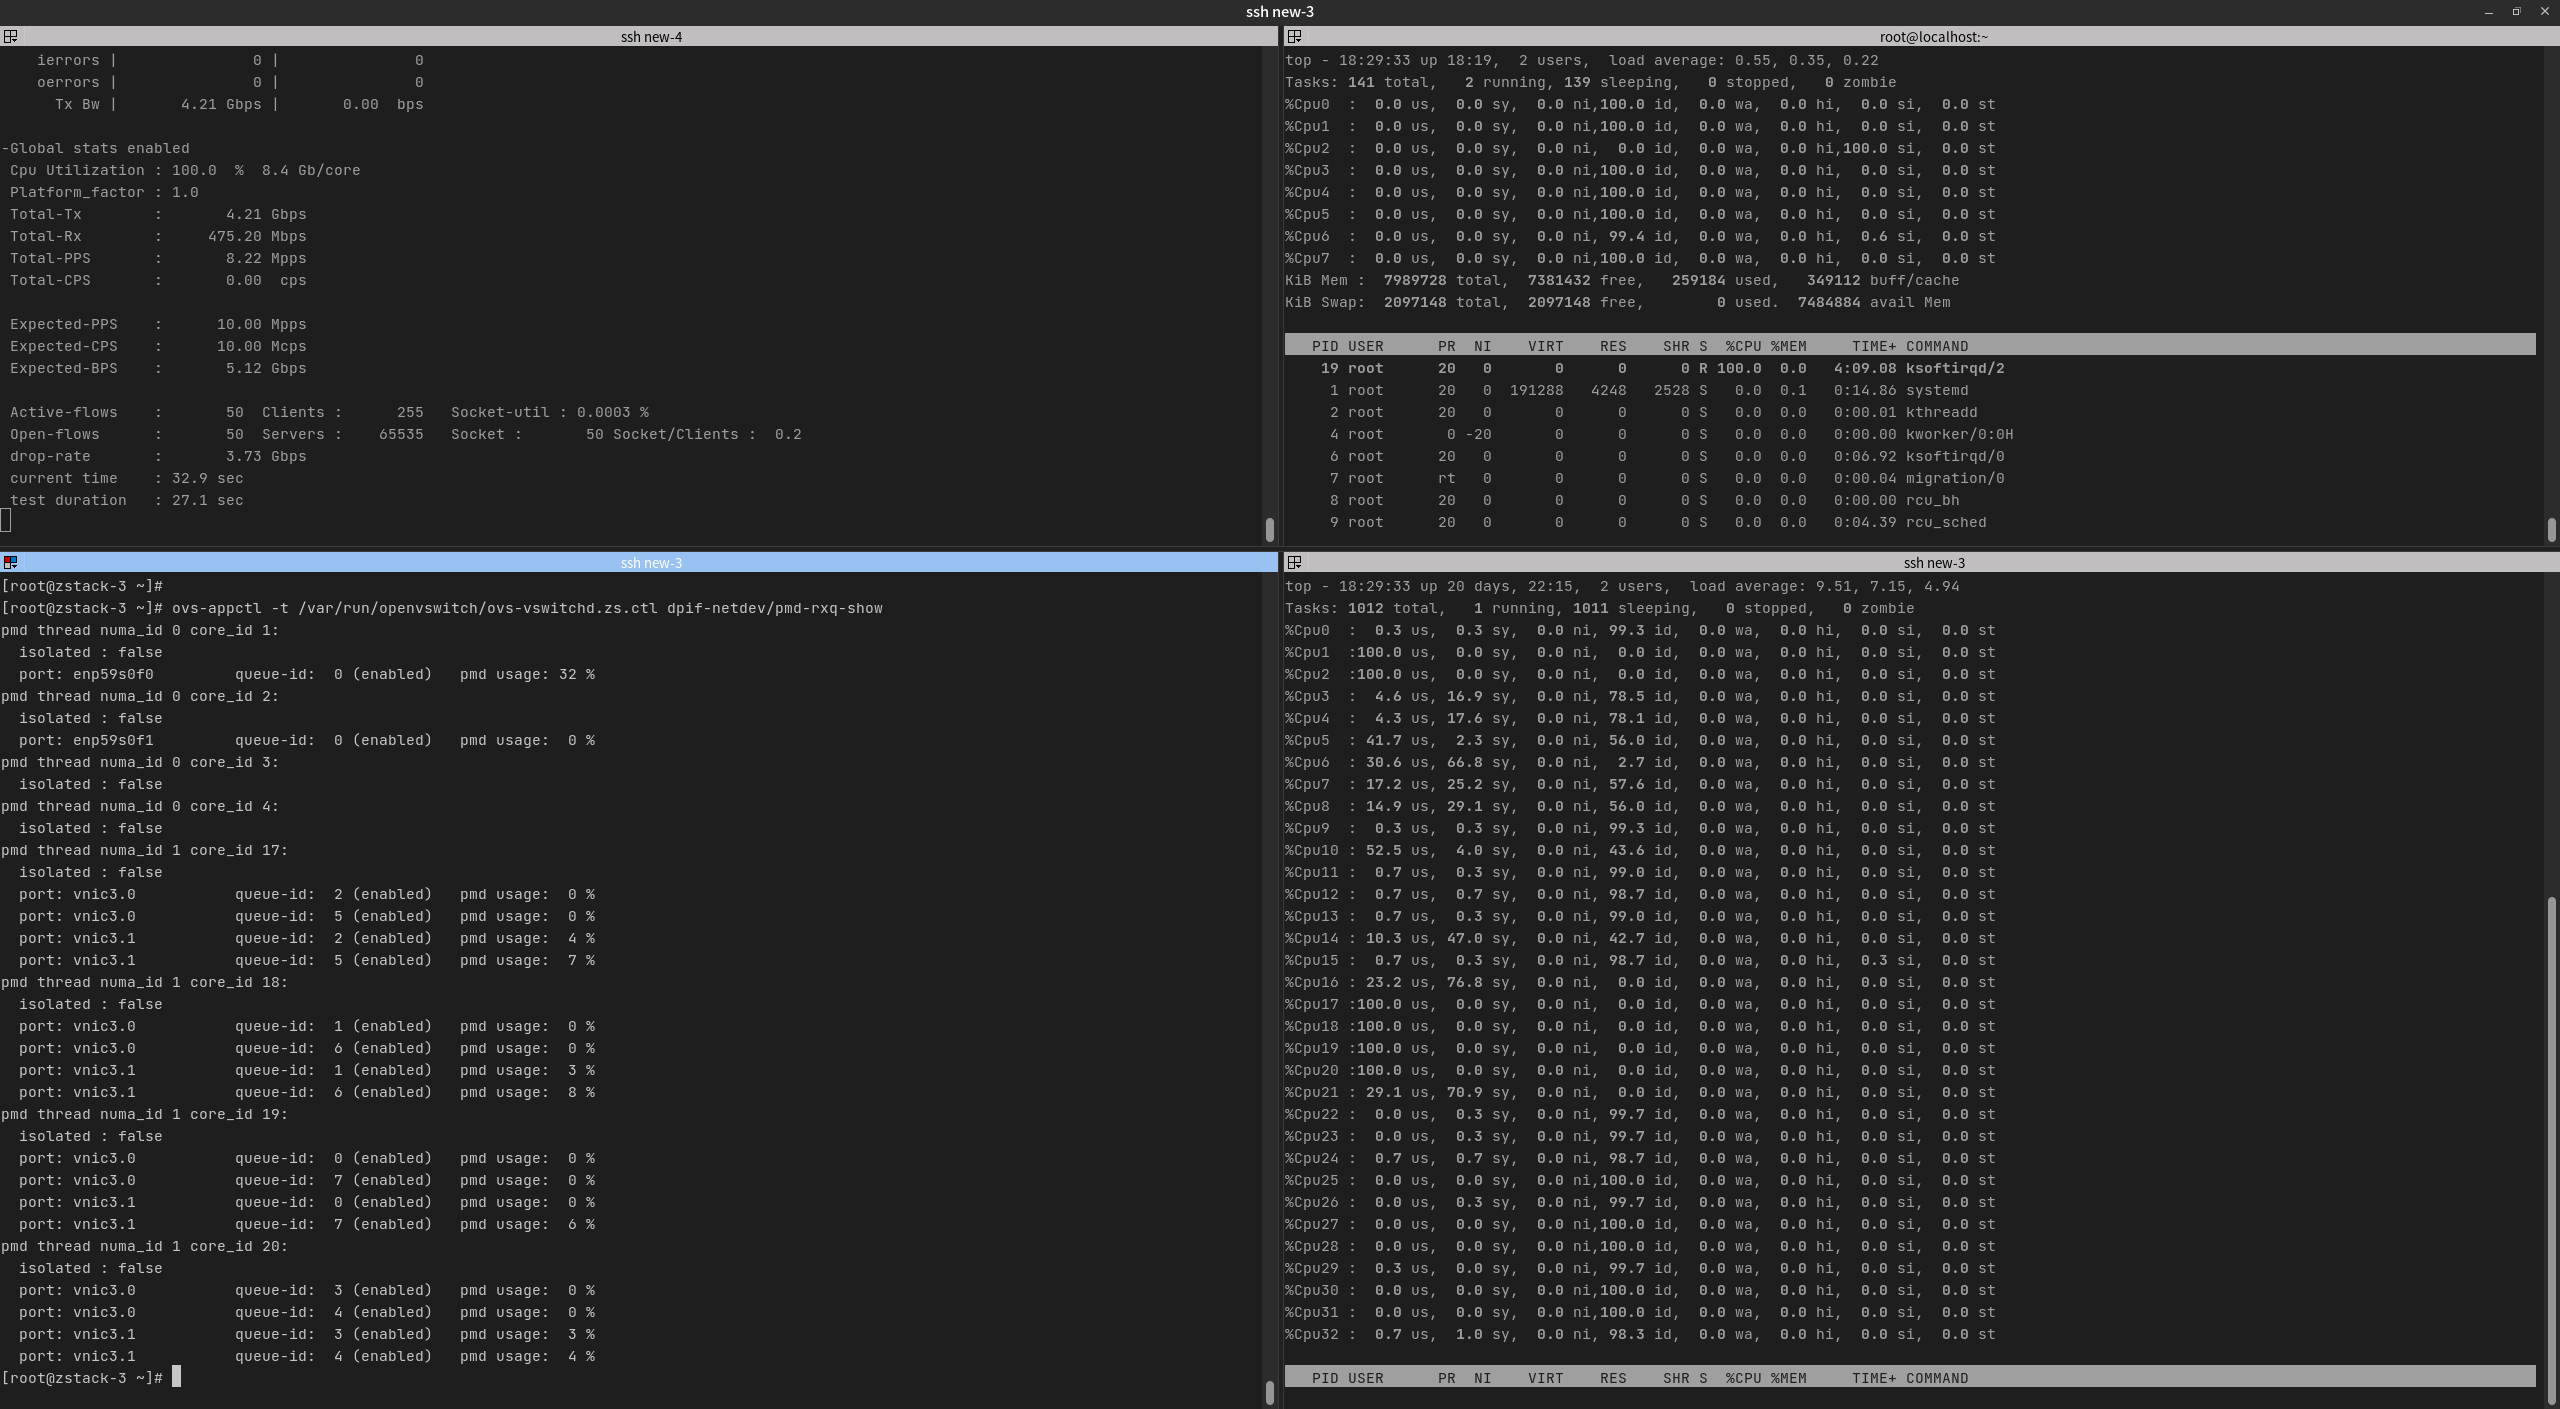 ssh new-3
ssh new-4
ierrors | 0 | 0
oerrors | 0 | 0
Tx Bw | 4.21 Gbps | 0.00 bps
-Global stats enabled
Cpu Utilization : 100.0 % 8.4 Gb/core
Platform_factor : 1.0
Total-Tx : 4.21 Gbps
Total-Rx : 475.20 Mbps
Total-PPS : 8.22 Mpps
Total-CPS : 0.00 cps
Expected-PPS : 10.00 Mpps
Expected-CPS : 10.00 Mcps
Expected-BPS : 5.12 Gbps
Active-flows : 50 Clients : 255 Socket-util : 0.0003 %
Open-flows : 50 Servers : 65535 Socket : 50 Socket/Clients : 0.2
drop-rate : 3.73 Gbps
current time : 32.9 sec
test duration : 27.1 sec
root@localhost:~
top - 18:29:33 up 18:19, 2 users, load average: 0.55, 0.35, 0.22
Tasks: 141 total, 2 running, 139 sleeping, 0 stopped, 0 zombie
%Cpu0 : 0.0 us, 0.0 sy, 0.0 ni,100.0 id, 0.0 wa, 0.0 hi, 0.0 si, 0.0 st
%Cpu1 : 0.0 us, 0.0 sy, 0.0 ni,100.0 id, 0.0 wa, 0.0 hi, 0.0 si, 0.0 st
%Cpu2 : 0.0 us, 0.0 sy, 0.0 ni, 0.0 id, 0.0 wa, 0.0 hi,100.0 si, 0.0 st
%Cpu3 : 0.0 us, 0.0 sy, 0.0 ni,100.0 id, 0.0 wa, 0.0 hi, 0.0 si, 0.0 st
%Cpu4 : 0.0 us, 0.0 sy, 0.0 ni,100.0 id, 0.0 wa, 0.0 hi, 0.0 si, 0.0 st
%Cpu5 : 0.0 us, 0.0 sy, 0.0 ni,100.0 id, 0.0 wa, 0.0 hi, 0.0 si, 0.0 st
%Cpu6 : 0.0 us, 0.0 sy, 0.0 ni, 99.4 id, 0.0 wa, 0.0 hi, 0.6 si, 0.0 st
%Cpu7 : 0.0 us, 0.0 sy, 0.0 ni,100.0 id, 0.0 wa, 0.0 hi, 0.0 si, 0.0 st
KiB Mem : 7989728 total, 7381432 free, 259184 used, 349112 buff/cache
KiB Swap: 2097148 total, 2097148 free, 0 used. 7484884 avail Mem
PID USER PR NI VIRT RES SHR S %CPU %MEM TIME+ COMMAND
19 root 20 0 0 0 0 R 100.0 0.0 4:09.08 ksoftirqd/2
1 root 20 0 191288 4248 2528 S 0.0 0.1 0:14.86 systemd
2 root 20 0 0 0 0 S 0.0 0.0 0:00.01 kthreadd
4 root 0 -20 0 0 0 S 0.0 0.0 0:00.00 kworker/0:0H
6 root 20 0 0 0 0 S 0.0 0.0 0:06.92 ksoftirqd/0
7 root rt 0 0 0 0 S 0.0 0.0 0:00.04 migration/0
8 root 20 0 0 0 0 S 0.0 0.0 0:00.00 rcu_bh
9 root 20 0 0 0 0 S 0.0 0.0 0:04.39 rcu_sched
ssh new-3
[root@zstack-3 ~]#
[root@zstack-3 ~]# ovs-appctl -t /var/run/openvswitch/ovs-vswitchd.zs.ctl dpif-netdev/pmd-rxq-show
pmd thread numa_id 0 core_id 1:
isolated : false
port: enp59s0f0 queue-id: 0 (enabled) pmd usage: 32 %
pmd thread numa_id 0 core_id 2:
isolated : false
port: enp59s0f1 queue-id: 0 (enabled) pmd usage: 0 %
pmd thread numa_id 0 core_id 3:
isolated : false
pmd thread numa_id 0 core_id 4:
isolated : false
pmd thread numa_id 1 core_id 17:
isolated : false
port: vnic3.0 queue-id: 2 (enabled) pmd usage: 0 %
port: vnic3.0 queue-id: 5 (enabled) pmd usage: 0 %
port: vnic3.1 queue-id: 2 (enabled) pmd usage: 4 %
port: vnic3.1 queue-id: 5 (enabled) pmd usage: 7 %
pmd thread numa_id 1 core_id 18:
isolated : false
port: vnic3.0 queue-id: 1 (enabled) pmd usage: 0 %
port: vnic3.0 queue-id: 6 (enabled) pmd usage: 0 %
port: vnic3.1 queue-id: 1 (enabled) pmd usage: 3 %
port: vnic3.1 queue-id: 6 (enabled) pmd usage: 8 %
pmd thread numa_id 1 core_id 19:
isolated : false
port: vnic3.0 queue-id: 0 (enabled) pmd usage: 0 %
port: vnic3.0 queue-id: 7 (enabled) pmd usage: 0 %
port: vnic3.1 queue-id: 0 (enabled) pmd usage: 0 %
port: vnic3.1 queue-id: 7 (enabled) pmd usage: 6 %
pmd thread numa_id 1 core_id 20:
isolated : false
port: vnic3.0 queue-id: 3 (enabled) pmd usage: 0 %
port: vnic3.0 queue-id: 4 (enabled) pmd usage: 0 %
port: vnic3.1 queue-id: 3 (enabled) pmd usage: 3 %
port: vnic3.1 queue-id: 4 (enabled) pmd usage: 4 %
[root@zstack-3 ~]#
ssh new-3
top - 18:29:33 up 20 days, 22:15, 2 users, load average: 9.51, 7.15, 4.94
Tasks: 1012 total, 1 running, 1011 sleeping, 0 stopped, 0 zombie
%Cpu0 : 0.3 us, 0.3 sy, 0.0 ni, 99.3 id, 0.0 wa, 0.0 hi, 0.0 si, 0.0 st
%Cpu1 :100.0 us, 0.0 sy, 0.0 ni, 0.0 id, 0.0 wa, 0.0 hi, 0.0 si, 0.0 st
%Cpu2 :100.0 us, 0.0 sy, 0.0 ni, 0.0 id, 0.0 wa, 0.0 hi, 0.0 si, 0.0 st
%Cpu3 : 4.6 us, 16.9 sy, 0.0 ni, 78.5 id, 0.0 wa, 0.0 hi, 0.0 si, 0.0 st
%Cpu4 : 4.3 us, 17.6 sy, 0.0 ni, 78.1 id, 0.0 wa, 0.0 hi, 0.0 si, 0.0 st
%Cpu5 : 41.7 us, 2.3 sy, 0.0 ni, 56.0 id, 0.0 wa, 0.0 hi, 0.0 si, 0.0 st
%Cpu6 : 30.6 us, 66.8 sy, 0.0 ni, 2.7 id, 0.0 wa, 0.0 hi, 0.0 si, 0.0 st
%Cpu7 : 17.2 us, 25.2 sy, 0.0 ni, 57.6 id, 0.0 wa, 0.0 hi, 0.0 si, 0.0 st
%Cpu8 : 14.9 us, 29.1 sy, 0.0 ni, 56.0 id, 0.0 wa, 0.0 hi, 0.0 si, 0.0 st
%Cpu9 : 0.3 us, 0.3 sy, 0.0 ni, 99.3 id, 0.0 wa, 0.0 hi, 0.0 si, 0.0 st
%Cpu10 : 52.5 us, 4.0 sy, 0.0 ni, 43.6 id, 0.0 wa, 0.0 hi, 0.0 si, 0.0 st
%Cpu11 : 0.7 us, 0.3 sy, 0.0 ni, 99.0 id, 0.0 wa, 0.0 hi, 0.0 si, 0.0 st
%Cpu12 : 0.7 us, 0.7 sy, 0.0 ni, 98.7 id, 0.0 wa, 0.0 hi, 0.0 si, 0.0 st
%Cpu13 : 0.7 us, 0.3 sy, 0.0 ni, 99.0 id, 0.0 wa, 0.0 hi, 0.0 si, 0.0 st
%Cpu14 : 10.3 us, 47.0 sy, 0.0 ni, 42.7 id, 0.0 wa, 0.0 hi, 0.0 si, 0.0 st
%Cpu15 : 0.7 us, 0.3 sy, 0.0 ni, 98.7 id, 0.0 wa, 0.0 hi, 0.3 si, 0.0 st
%Cpu16 : 23.2 us, 76.8 sy, 0.0 ni, 0.0 id, 0.0 wa, 0.0 hi, 0.0 si, 0.0 st
%Cpu17 :100.0 us, 0.0 sy, 0.0 ni, 0.0 id, 0.0 wa, 0.0 hi, 0.0 si, 0.0 st
%Cpu18 :100.0 us, 0.0 sy, 0.0 ni, 0.0 id, 0.0 wa, 0.0 hi, 0.0 si, 0.0 st
%Cpu19 :100.0 us, 0.0 sy, 0.0 ni, 0.0 id, 0.0 wa, 0.0 hi, 0.0 si, 0.0 st
%Cpu20 :100.0 us, 0.0 sy, 0.0 ni, 0.0 id, 0.0 wa, 0.0 hi, 0.0 si, 0.0 st
%Cpu21 : 29.1 us, 70.9 sy, 0.0 ni, 0.0 id, 0.0 wa, 0.0 hi, 0.0 si, 0.0 st
%Cpu22 : 0.0 us, 0.3 sy, 0.0 ni, 99.7 id, 0.0 wa, 0.0 hi, 0.0 si, 0.0 st
%Cpu23 : 0.0 us, 0.3 sy, 0.0 ni, 99.7 id, 0.0 wa, 0.0 hi, 0.0 si, 0.0 st
%Cpu24 : 0.7 us, 0.7 sy, 0.0 ni, 98.7 id, 0.0 wa, 0.0 hi, 0.0 si, 0.0 st
%Cpu25 : 0.0 us, 0.0 sy, 0.0 ni,100.0 id, 0.0 wa, 0.0 hi, 0.0 si, 0.0 st
%Cpu26 : 0.0 us, 0.3 sy, 0.0 ni, 99.7 id, 0.0 wa, 0.0 hi, 0.0 si, 0.0 st
%Cpu27 : 0.0 us, 0.0 sy, 0.0 ni,100.0 id, 0.0 wa, 0.0 hi, 0.0 si, 0.0 st
%Cpu28 : 0.0 us, 0.0 sy, 0.0 ni,100.0 id, 0.0 wa, 0.0 hi, 0.0 si, 0.0 st
%Cpu29 : 0.3 us, 0.0 sy, 0.0 ni, 99.7 id, 0.0 wa, 0.0 hi, 0.0 si, 0.0 st
%Cpu30 : 0.0 us, 0.0 sy, 0.0 ni,100.0 id, 0.0 wa, 0.0 hi, 0.0 si, 0.0 st
%Cpu31 : 0.0 us, 0.0 sy, 0.0 ni,100.0 id, 0.0 wa, 0.0 hi, 0.0 si, 0.0 st
%Cpu32 : 0.7 us, 1.0 sy, 0.0 ni, 98.3 id, 0.0 wa, 0.0 hi, 0.0 si, 0.0 st
PID USER PR NI VIRT RES SHR S %CPU %MEM TIME+ COMMAND